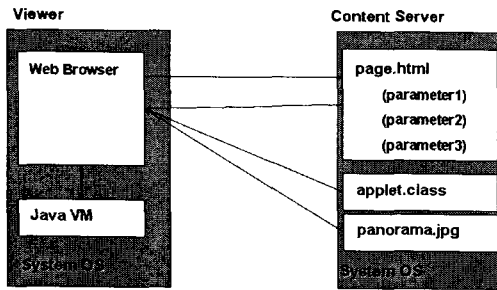 Viewer
Web Browser
Java VM
System OS
Content Server
page.html
(parameter1)
(parameter2)
(parameter3)
applet.class
panorama.jpg
System OS